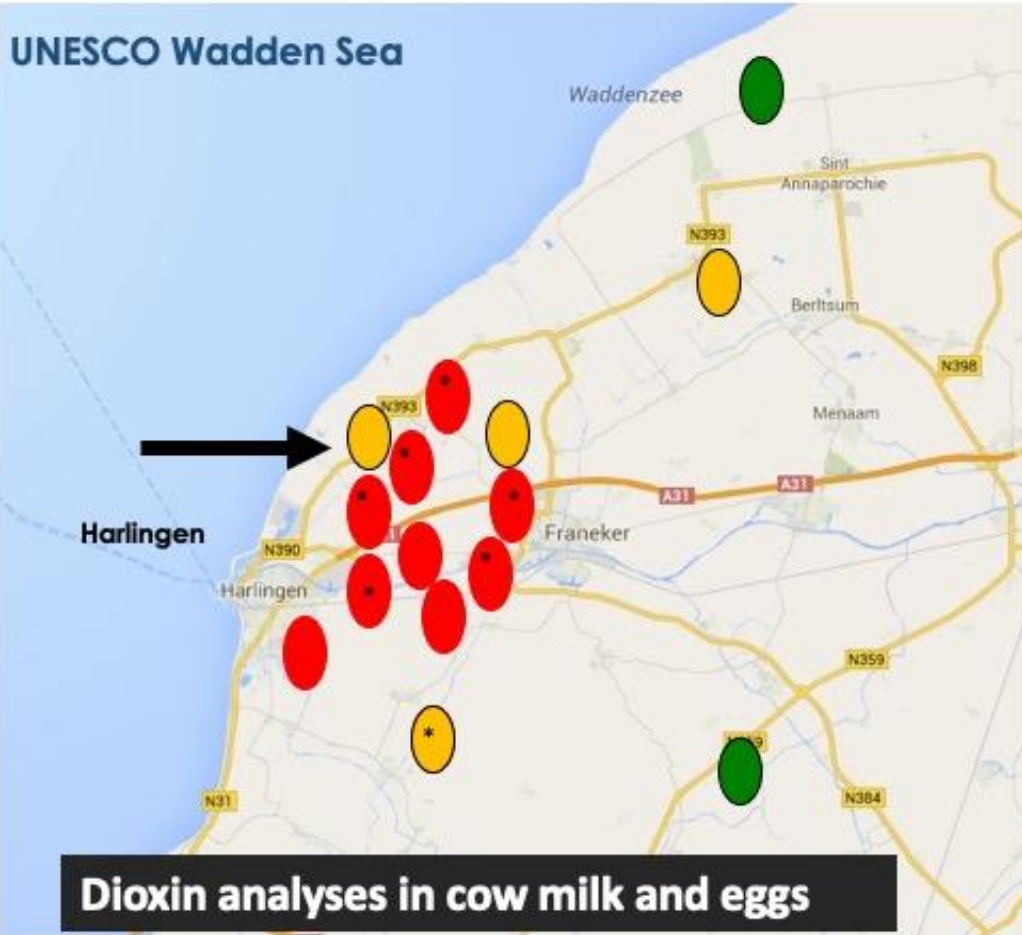 UNESCO Wadden Sea
Waddenzee
Sint
Annaparochie
N393
Berltsum
N398
N393
Menaam
*
*
A31
A31
*
*
Harlingen
Franeker
N390
*
Harlingen
*
N359
*
N31
N384
Dioxin analyses in cow milk and eggs